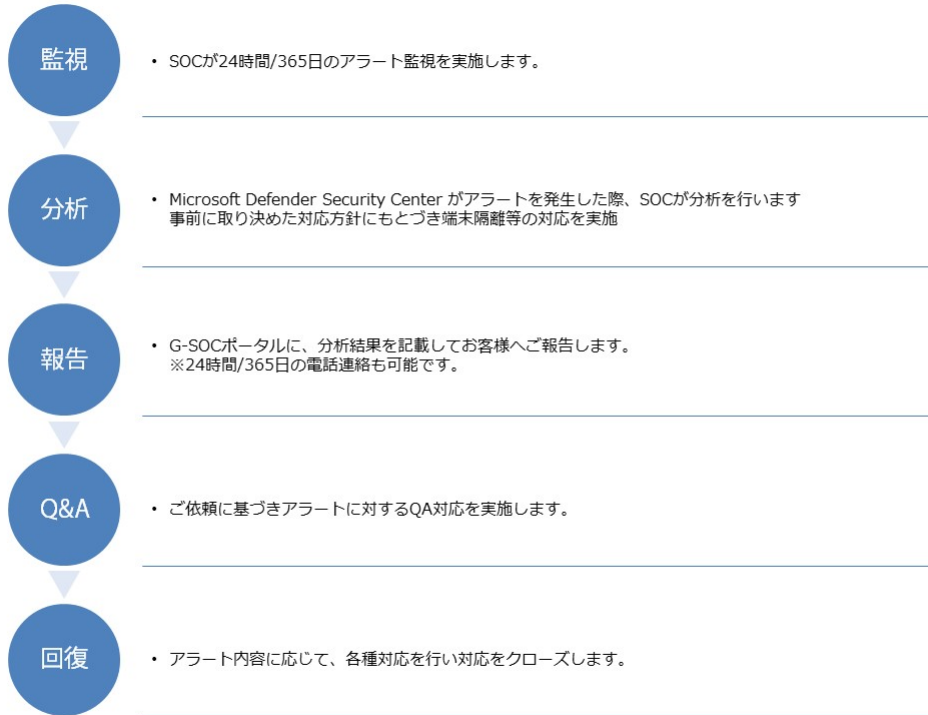 監視
・ SOCが24時間/365日のアラート監視を実施します。
分析
・ Microsoft Defender Security Center がアラートを発生した際、SOCが分析を行います
事前に取り決めた対応方針にもとづき端末隔離等の対応を実施
報告
・ G-SOCポータルに、分析結果を記載してお客様へご報告します。
※24時間/365日の電話連絡も可能です。
Q&A
・ ご依頼に基づきアラートに対するQA対応を実施します。
回復
・ アラート内容に応じて、各種対応を行い対応をクローズします。